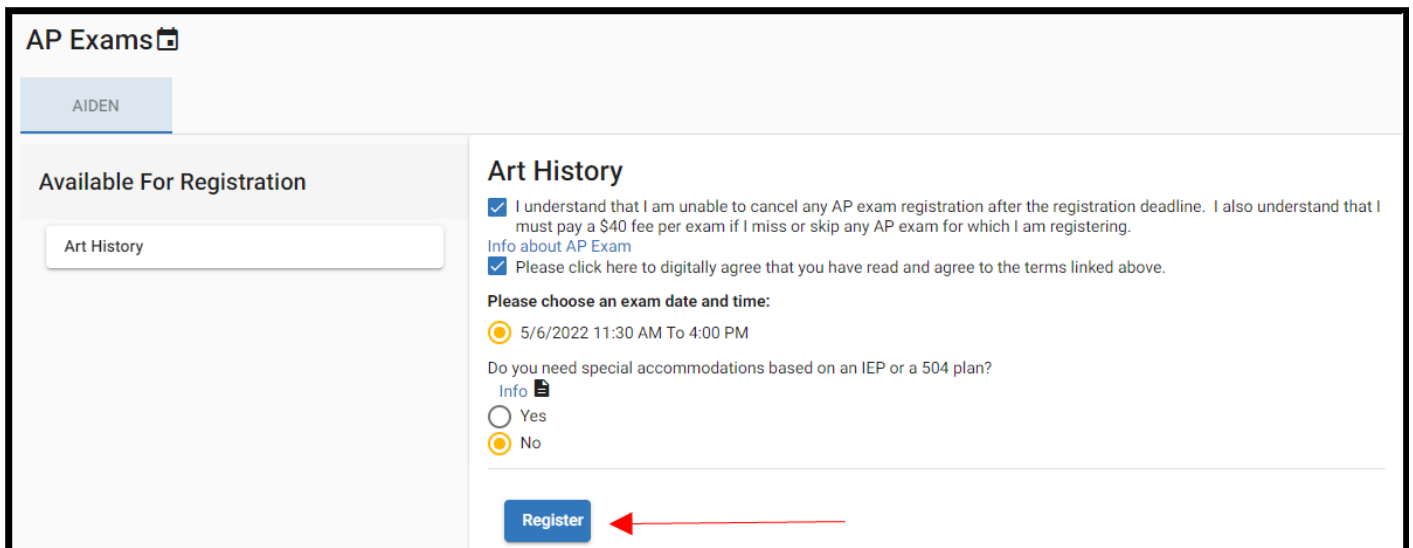 AP Exams
AIDEN
Available For Registration
Art History
Art History
I understand that I am unable to cancel any AP exam registration after the registration deadline. I also understand that I
must pay a $40 fee per exam if I miss or skip any AP exam for which I am registering.
Info about AP Exam
Please click here to digitally agree that you have read and agree to the terms linked above.
Please choose an exam date and time:
5/6/2022 11:30 AM To 4:00 PM
Do you need special accommodations based on an IEP or a 504 plan?
Info
Yes
No
Register